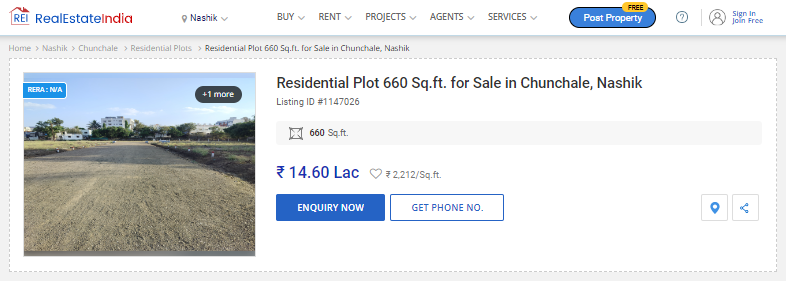 REI RealEstateIndia
Nashik
BUY RENT PROJECTS AGENTS SERVICES
FREE
Post Property
?
Sign In
Join Free
Home > Nashik > Chunchale > Residential Plots > Residential Plot 660 Sq.ft. for Sale in Chunchale, Nashik
RERA : N/A
+1 more
Residential Plot 660 Sq.ft. for Sale in Chunchale, Nashik
Listing ID #1147026
660 Sq.ft.
₹ 14.60 Lac ₹ 2,212/Sq.ft.
ENQUIRY NOW GET PHONE NO.